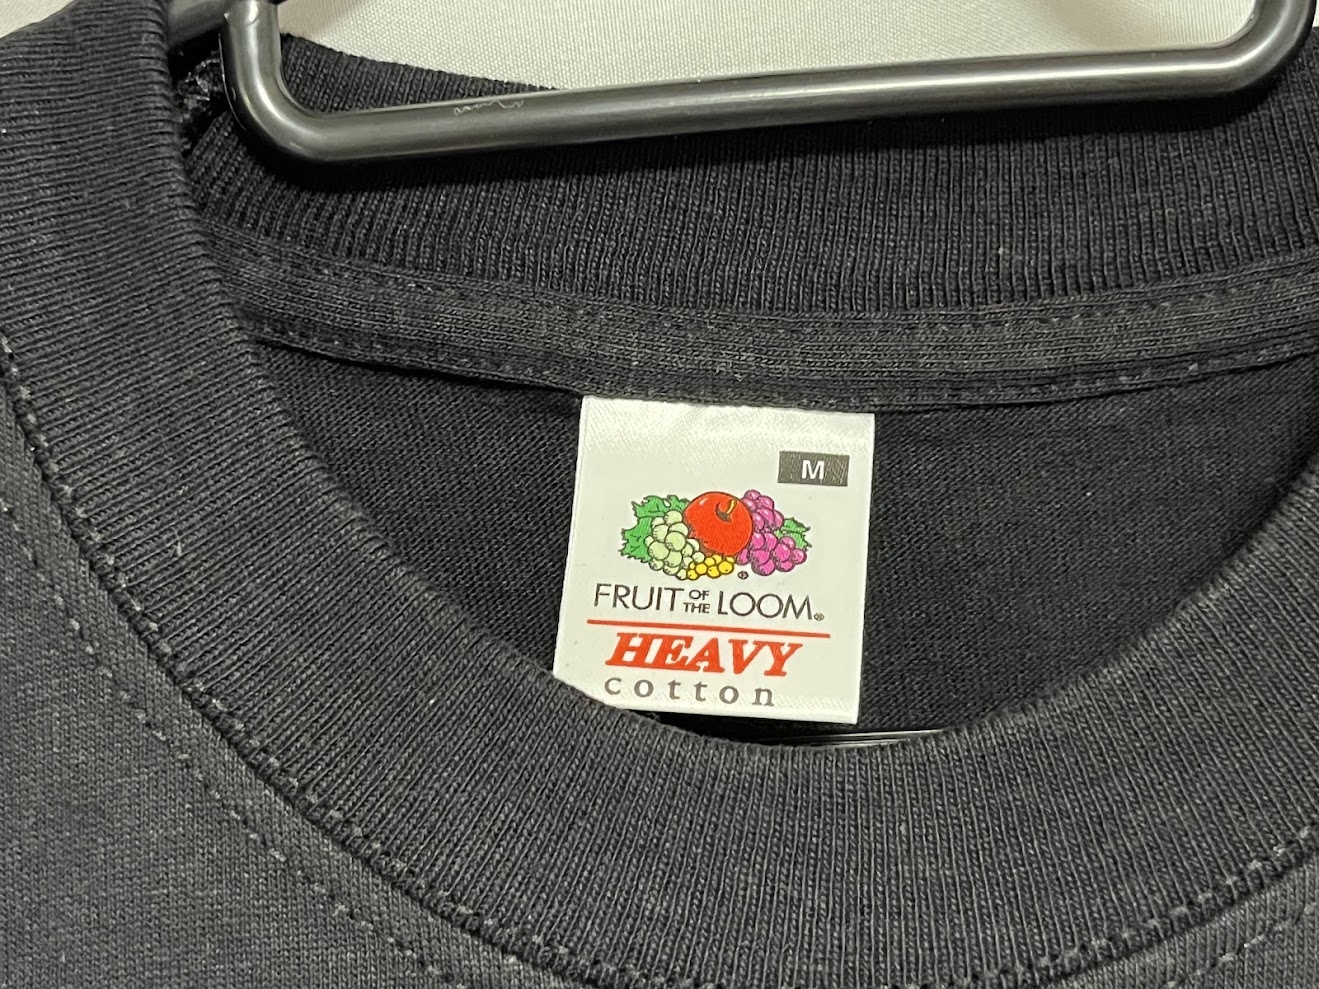 M
FRUIT OF THE LOOM®
HEAVY
cotton